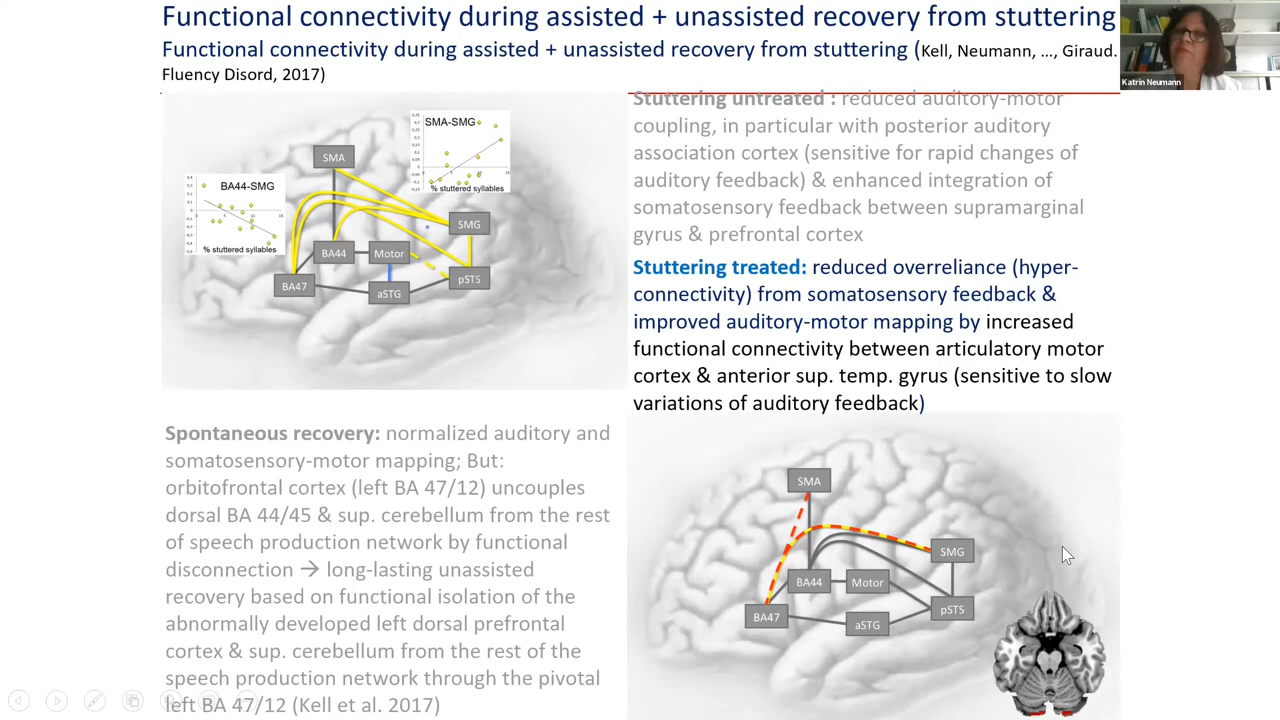 Functional connectivity during assisted + unassisted recovery from stuttering
Functional connectivity during assisted + unassisted recovery from stuttering (Kell, Neumann, …, Giraud.
Fluency Disord, 2017)
Katrin Neumann
SMA-SMG
% stuttered syllables
BA44-SMG
% stuttered syllables
SMA
SMG
BA44
Motor
BA47
aSTG
pSTS
Stuttering untreated : reduced auditory-motor
coupling, in particular with posterior auditory
association cortex (sensitive for rapid changes of
auditory feedback) & enhanced integration of
somatosensory feedback between supramarginal
gyrus & prefrontal cortex
Stuttering treated: reduced overreliance (hyper-
connectivity) from somatosensory feedback &
improved auditory-motor mapping by increased
functional connectivity between articulatory motor
cortex & anterior sup. temp. gyrus (sensitive to slow
variations of auditory feedback)
Spontaneous recovery: normalized auditory and
somatosensory-motor mapping; But:
orbitofrontal cortex (left BA 47/12) uncouples
dorsal BA 44/45 & sup. cerebellum from the rest
of speech production network by functional
disconnection → long-lasting unassisted
recovery based on functional isolation of the
abnormally developed left dorsal prefrontal
cortex & sup. cerebellum from the rest of the
speech production network through the pivotal
left BA 47/12 (Kell et al. 2017)
SMA
SMG
BA44
Motor
BA47
aSTG
pSTS